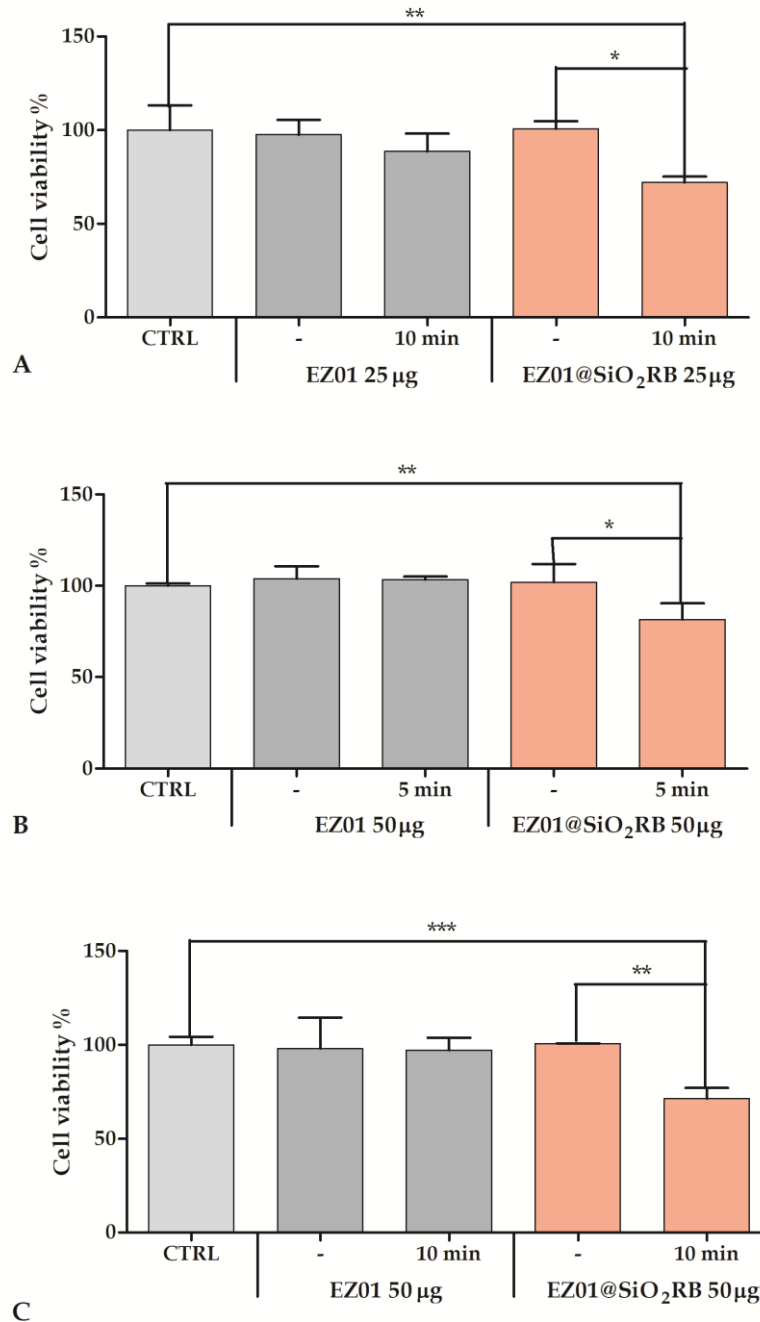 **
150
*
100
50
0
Cell viability %
CTRL - 10 min - 10 min
EZ01 25 µg EZ01@SiO₂RB 25µg
A
**
150
*
100
50
0
Cell viability %
CTRL - 5 min - 5 min
EZ01 50µg EZ01@SiO₂RB 50µg
B
***
150
**
100
50
0
Cell viability %
CTRL - 10 min - 10 min
EZ01 50 µg EZ01@SiO₂RB 50µg
C